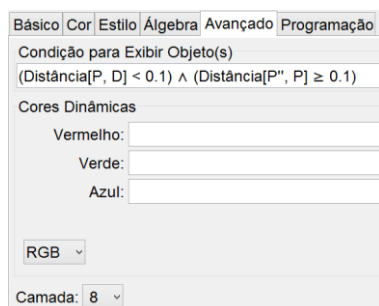 Básico Cor Estilo Álgebra Avançado Programação
Condição para Exibir Objeto(s)
(Distância[P, D] < 0.1) ∧ (Distância[P'', P] ≥ 0.1)
Cores Dinâmicas
Vermelho:
Verde:
Azul:
RGB
Camada: 8